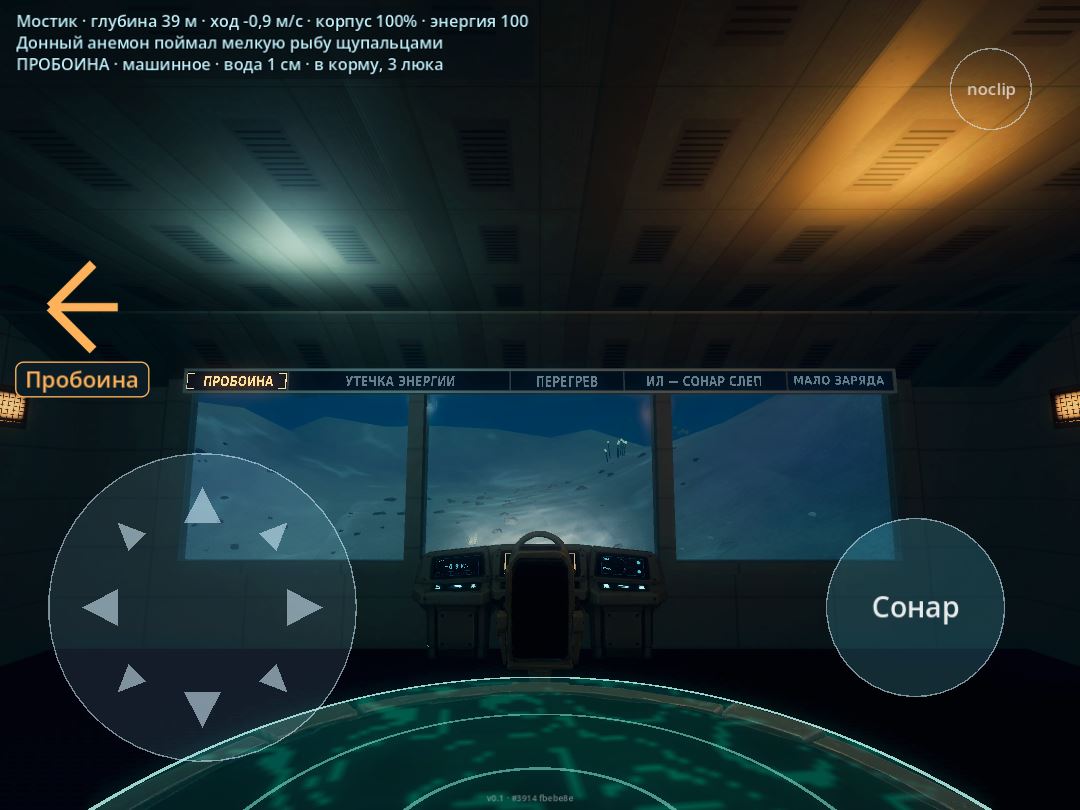 Мостик · глубина 39 м · ход -0,9 м/с · корпус 100% · энергия 100
Донный анемон поймал мелкую рыбу щупальцами
ПРОБОИНА · машинное · вода 1 см · в корму, 3 люка
noclip
Пробоина
ПРОБОИНА УТЕЧКА ЭНЕРГИИ ПЕРЕГРЕВ ИЛ — СОНАР СЛЕП МАЛО ЗАРЯДА
Сонар
v0.1 · #3914 fbebe8e